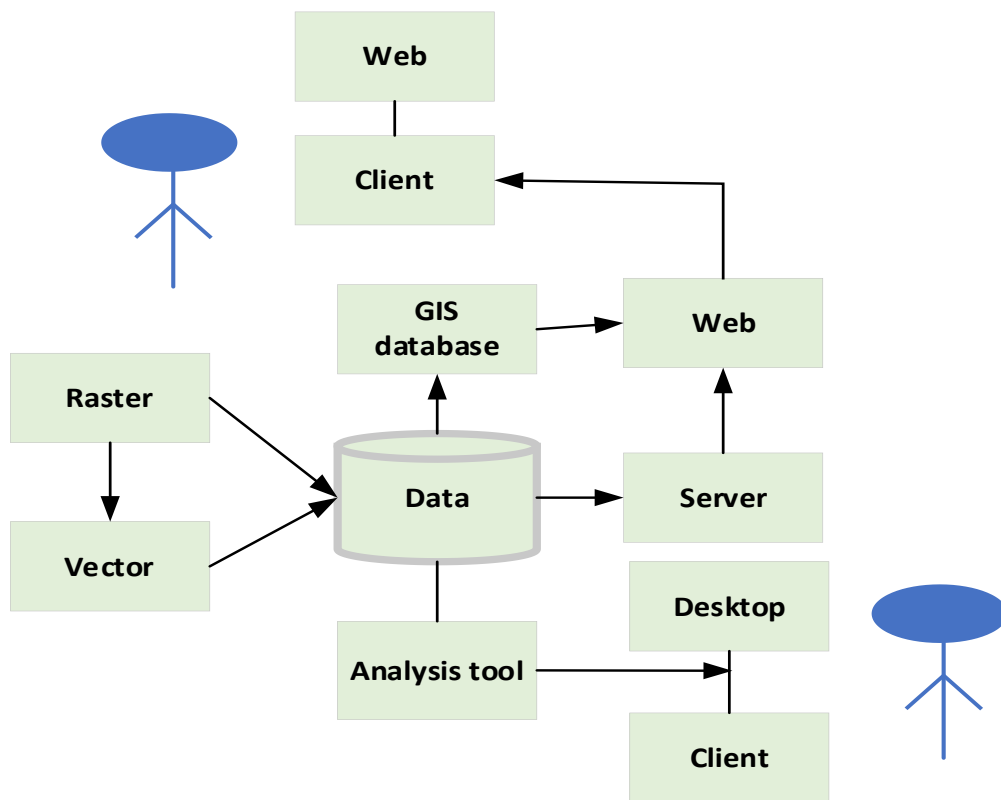 Web
Client
GIS
database
Web
Raster
Data
Server
Vector
Desktop
Analysis tool
Client